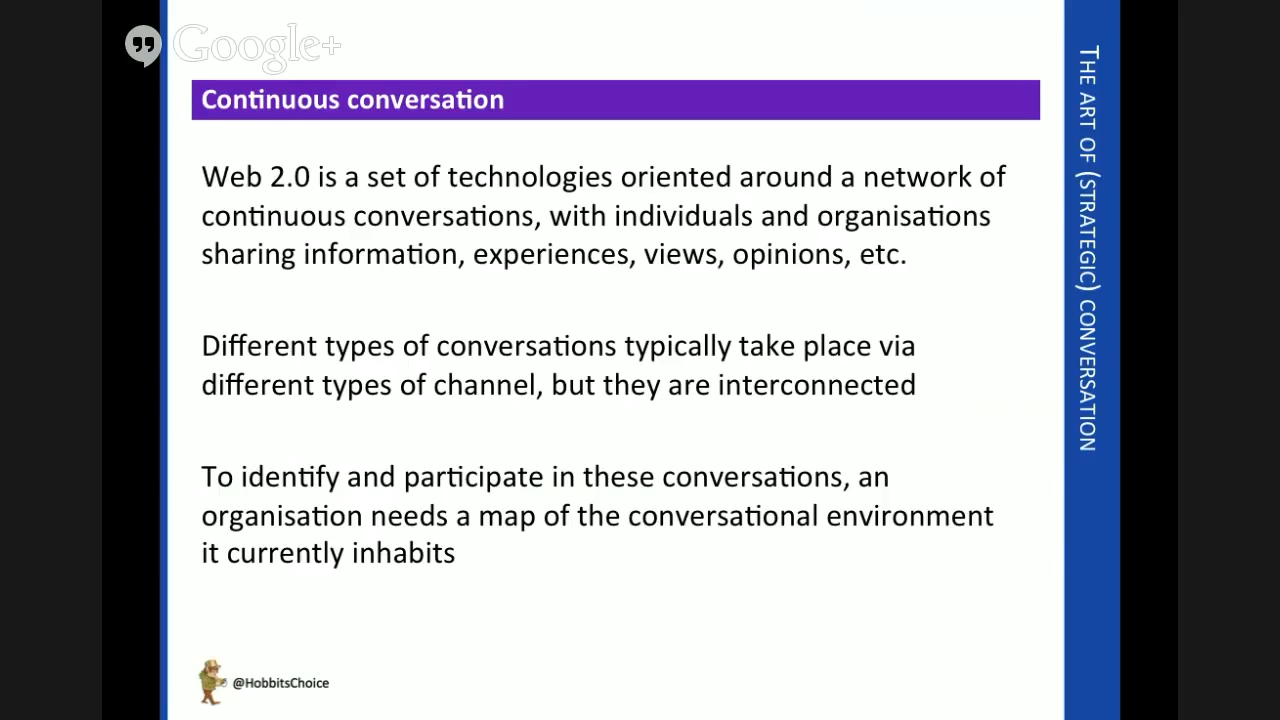 Google+
Continuous conversation
Web 2.0 is a set of technologies oriented around a network of
continuous conversations, with individuals and organisations
sharing information, experiences, views, opinions, etc.
Different types of conversations typically take place via
different types of channel, but they are interconnected
To identify and participate in these conversations, an
organisation needs a map of the conversational environment
it currently inhabits
@HobbitsChoice
THE ART OF (STRATEGIC) CONVERSATION